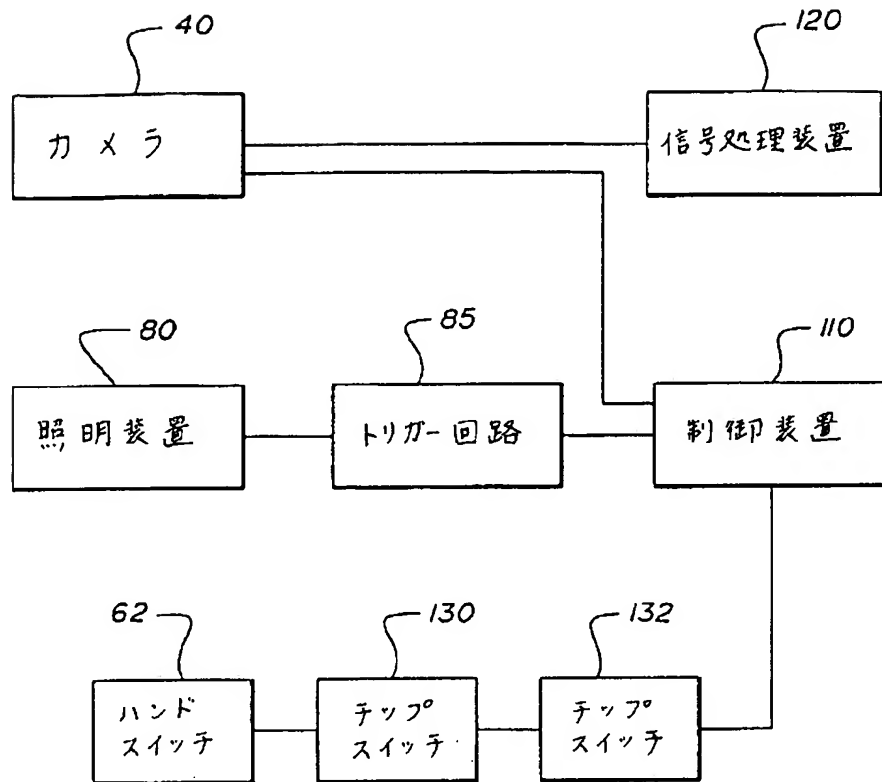 40
120
カメラ
信号処理装置
80
85
110
照明装置
トリガー回路
制御装置
62
130
132
ハンド
スイッチ
チップ
スイッチ
チップ
スイッチ